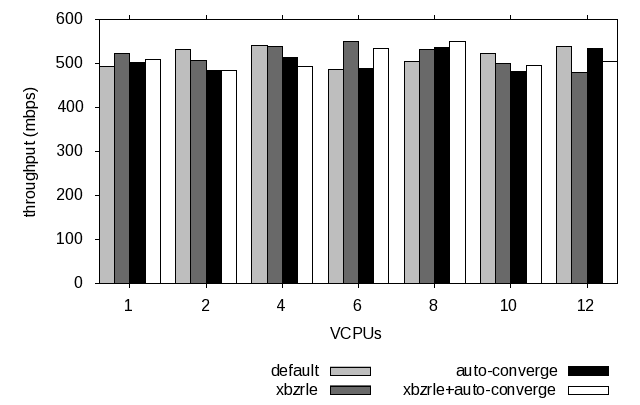 600
500
400
300
200
100
0
throughput (mbps)
1 2 4 6 8 10 12
VCPUs
default auto-converge
xbzrle xbzrle+auto-converge